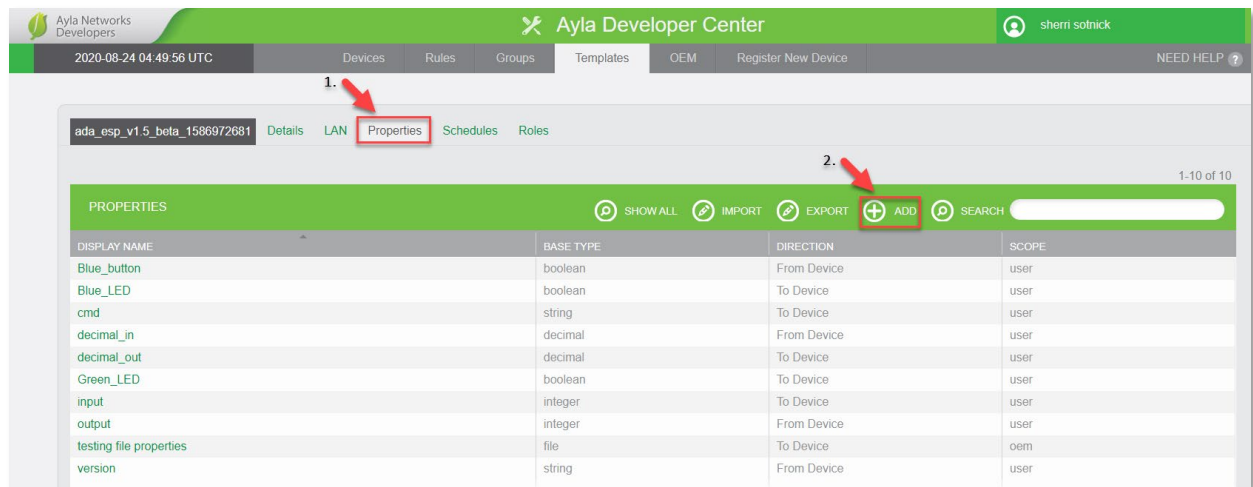 Ayla Networks
Developers
Ayla Developer Center
sherri sotnick
2020-08-24 04:49:56 UTC
Devices Rules Groups Templates OEM Register New Device NEED HELP ?
1.
ada_esp_v1.5_beta_1586972681 Details LAN Properties Schedules Roles
2.
1-10 of 10
PROPERTIES SHOW ALL IMPORT EXPORT ADD SEARCH
DISPLAY NAME BASE TYPE DIRECTION SCOPE
Blue_button boolean From Device user
Blue_LED boolean To Device user
cmd string To Device user
decimal_in decimal From Device user
decimal_out decimal To Device user
Green_LED boolean To Device user
input integer To Device user
output integer From Device user
testing file properties file To Device oem
version string From Device user